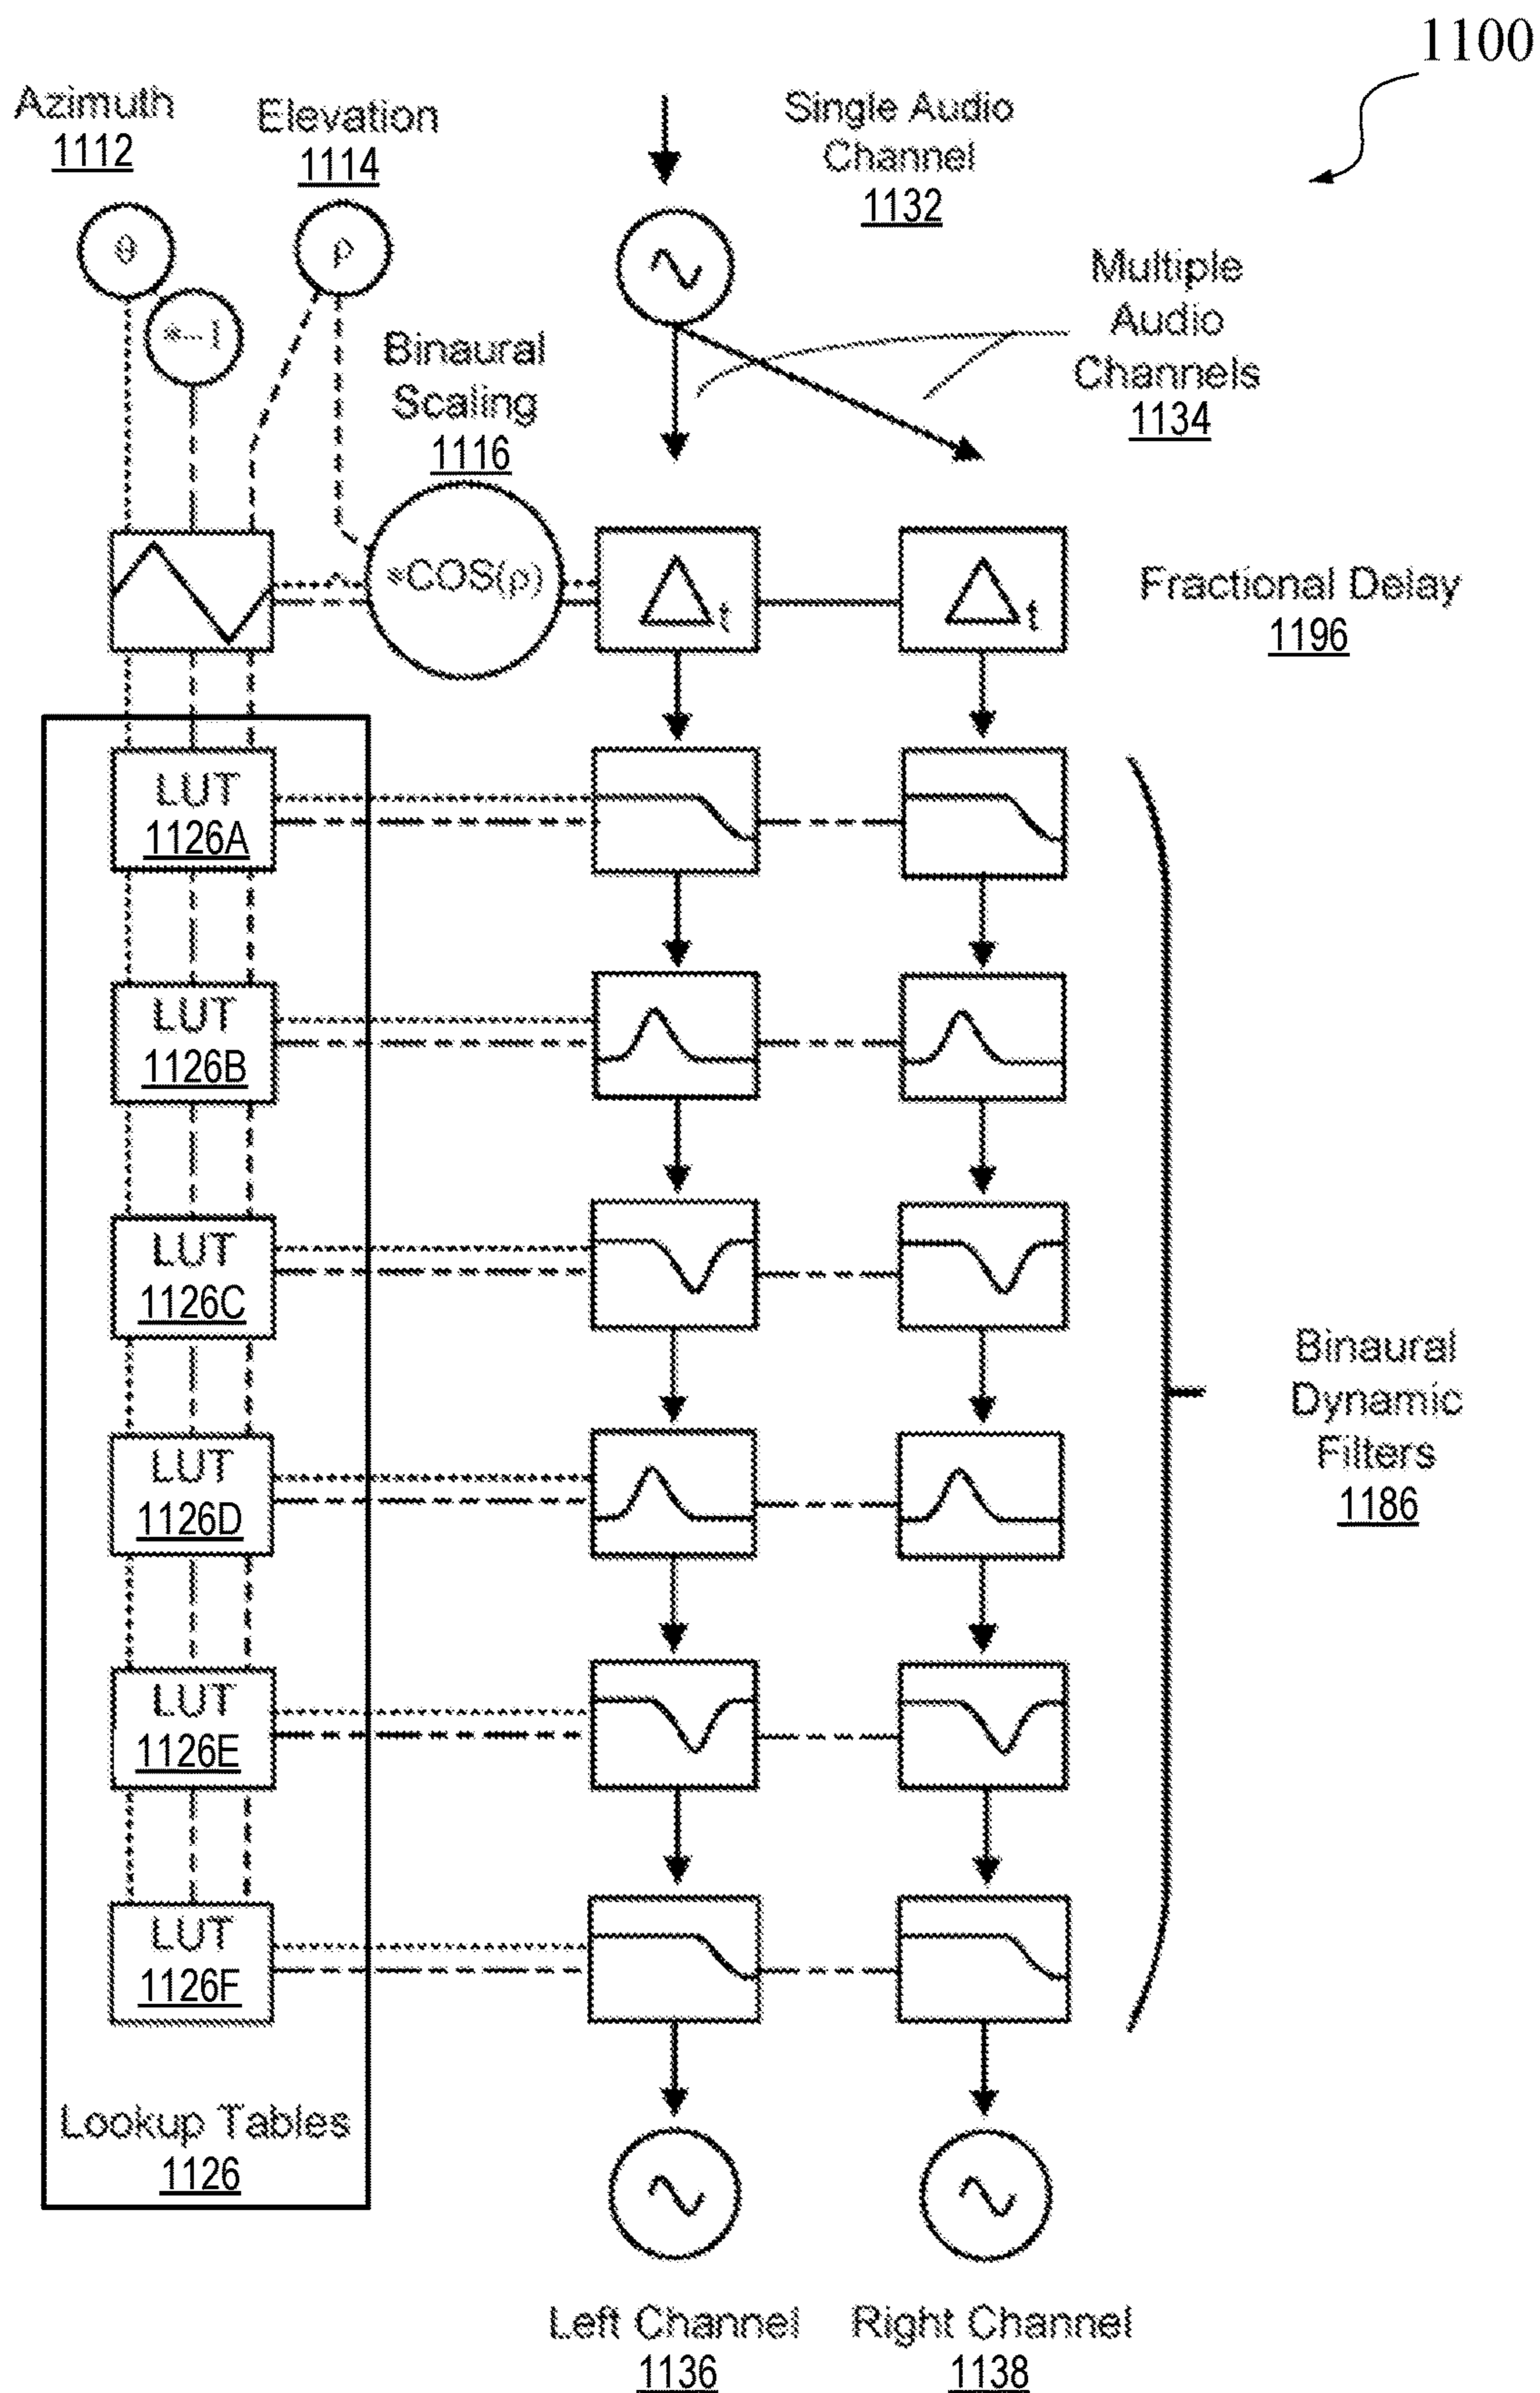 1100
Azimuth
1112
Elevation
1114
Single Audio
Channel
1132
θ
ρ
*-1
Multiple
Audio
Channels
1134
Binaural
Scaling
1116
*COS(ρ)
t
t
Fractional Delay
1196
LUT
1126A
LUT
1126B
LUT
1126C
LUT
1126D
LUT
1126E
LUT
1126F
Binaural
Dynamic
Filters
1186
Lookup Tables
1126
Left Channel
1136
Right Channel
1138